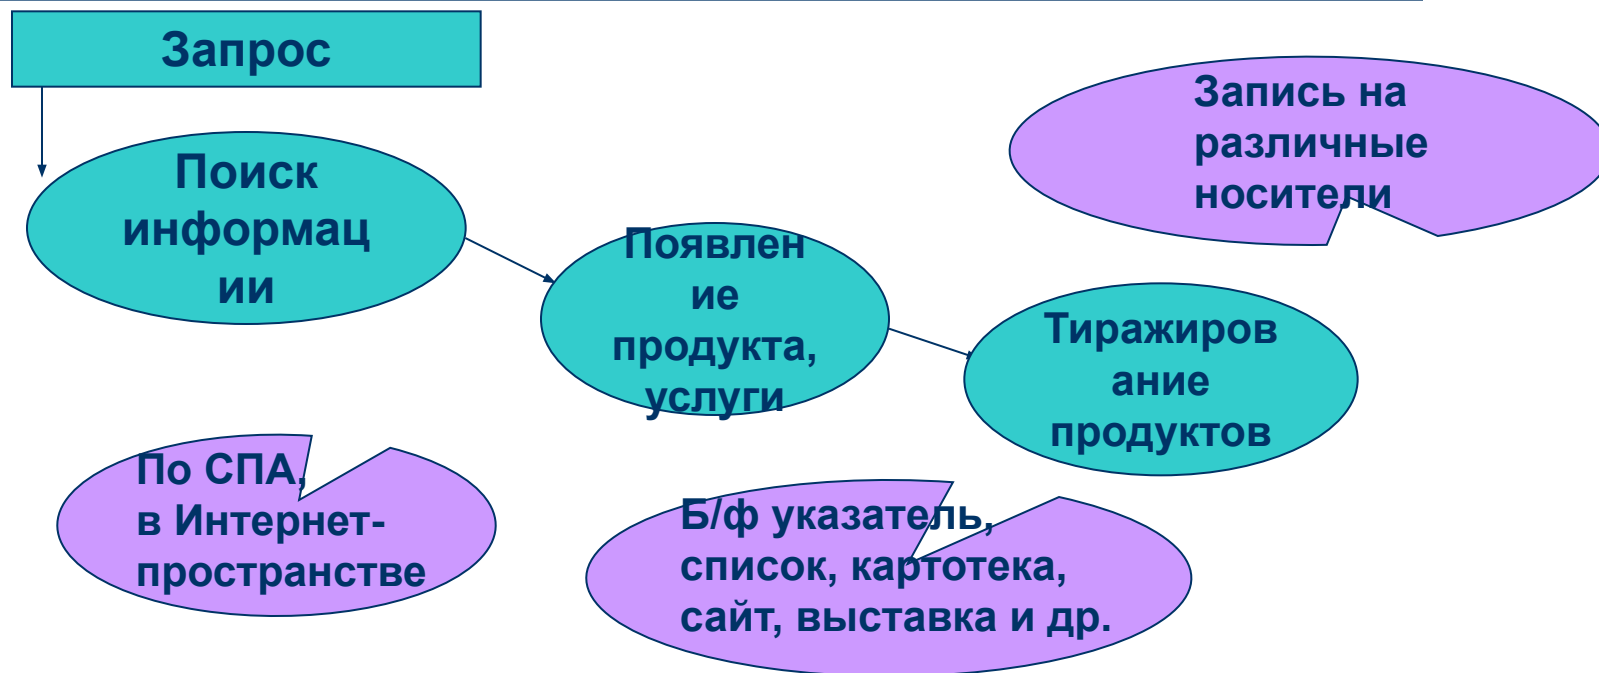 Запрос
Поиск
информац
ии
Появлен
ие
продукта,
услуги
Запись на
различные
носители
Тиражиров
ание
продуктов
По СПА,
в Интернет-
пространстве
Б/ф указатель,
список, картотека,
сайт, выставка и др.